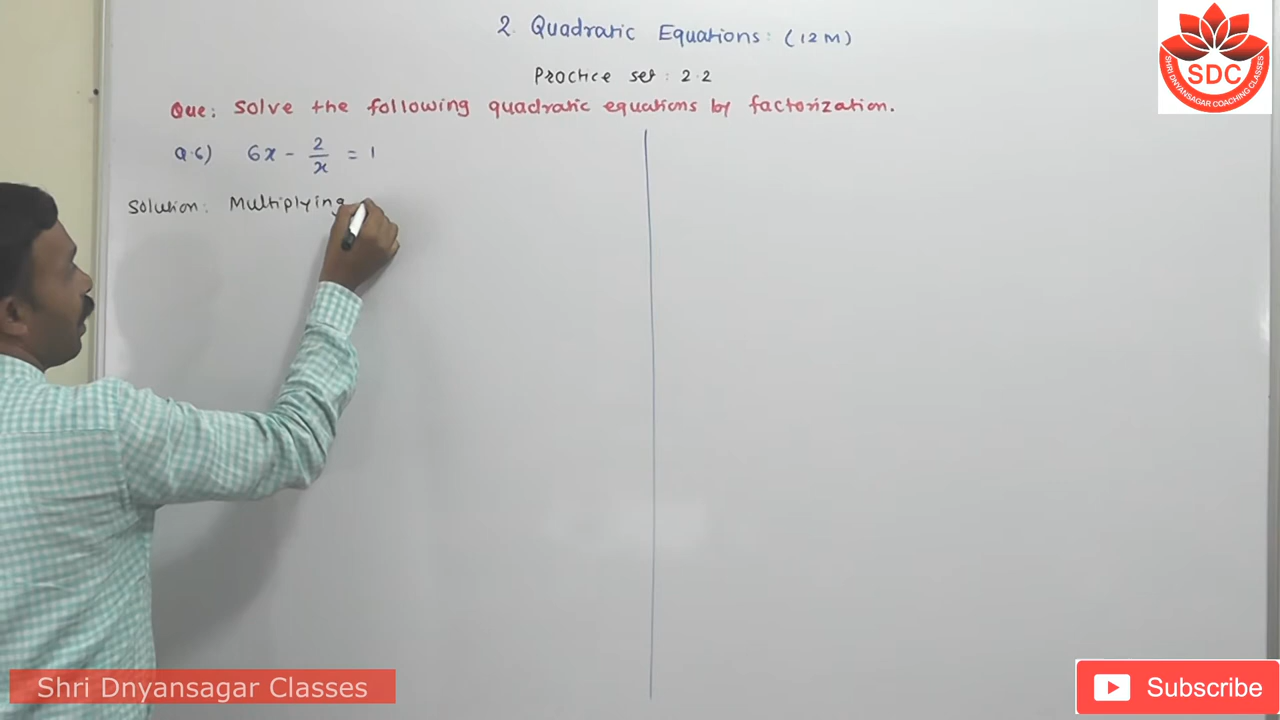 2. Quadratic Equations: (12M)
Practice set: 2.2
Que: Solve the following quadratic equations by factorization.
Q.6) 6x - 2/x = 1
Solution: Multiplying
SDC
SHRI DNYANSAGAR COACHING CLASSES
Shri Dnyansagar Classes
Subscribe